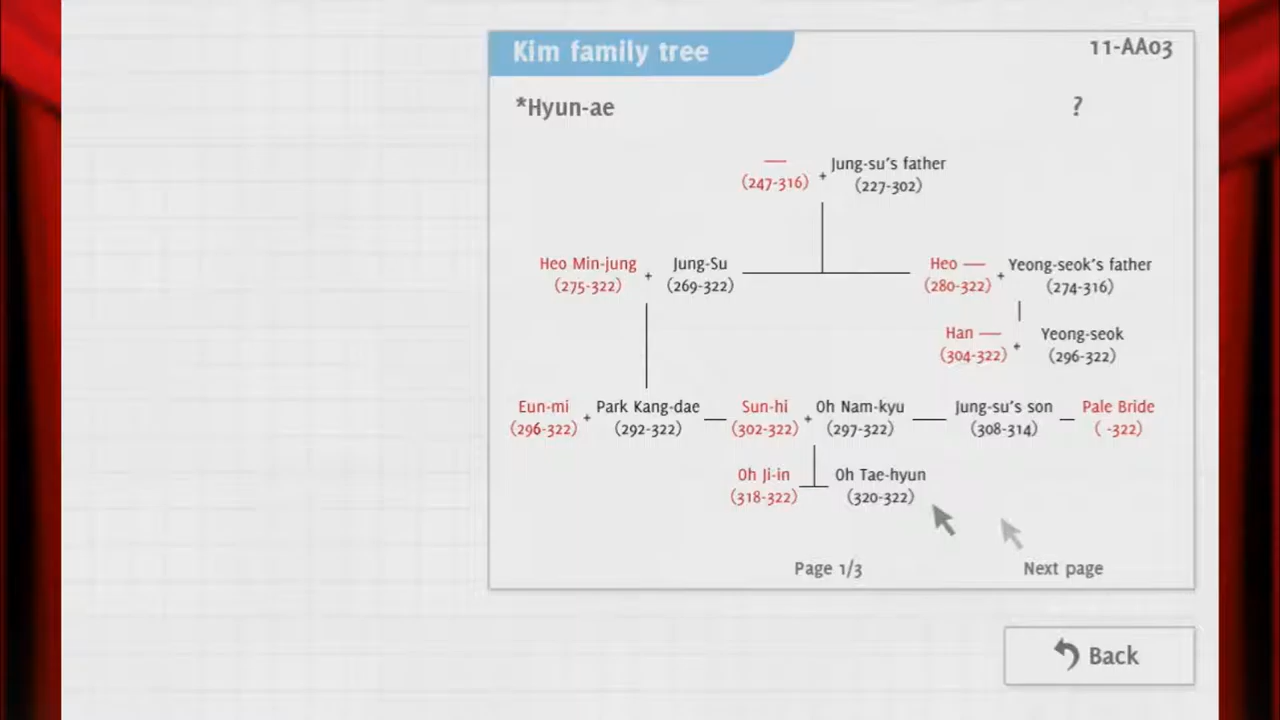 Kim family tree
11-AA03
*Hyun-ae ?
— + Jung-su's father
(247-316) (227-302)
Heo Min-jung + Jung-Su Heo — + Yeong-seok's father
(275-322) (269-322) (280-322) (274-316)
Han — + Yeong-seok
(304-322) (296-322)
Eun-mi + Park Kang-dae — Sun-hi + Oh Nam-kyu — Jung-su's son — Pale Bride
(296-322) (292-322) (302-322) (297-322) (308-314) ( -322)
Oh Ji-in Oh Tae-hyun
(318-322) (320-322)
Page 1/3 Next page
Back